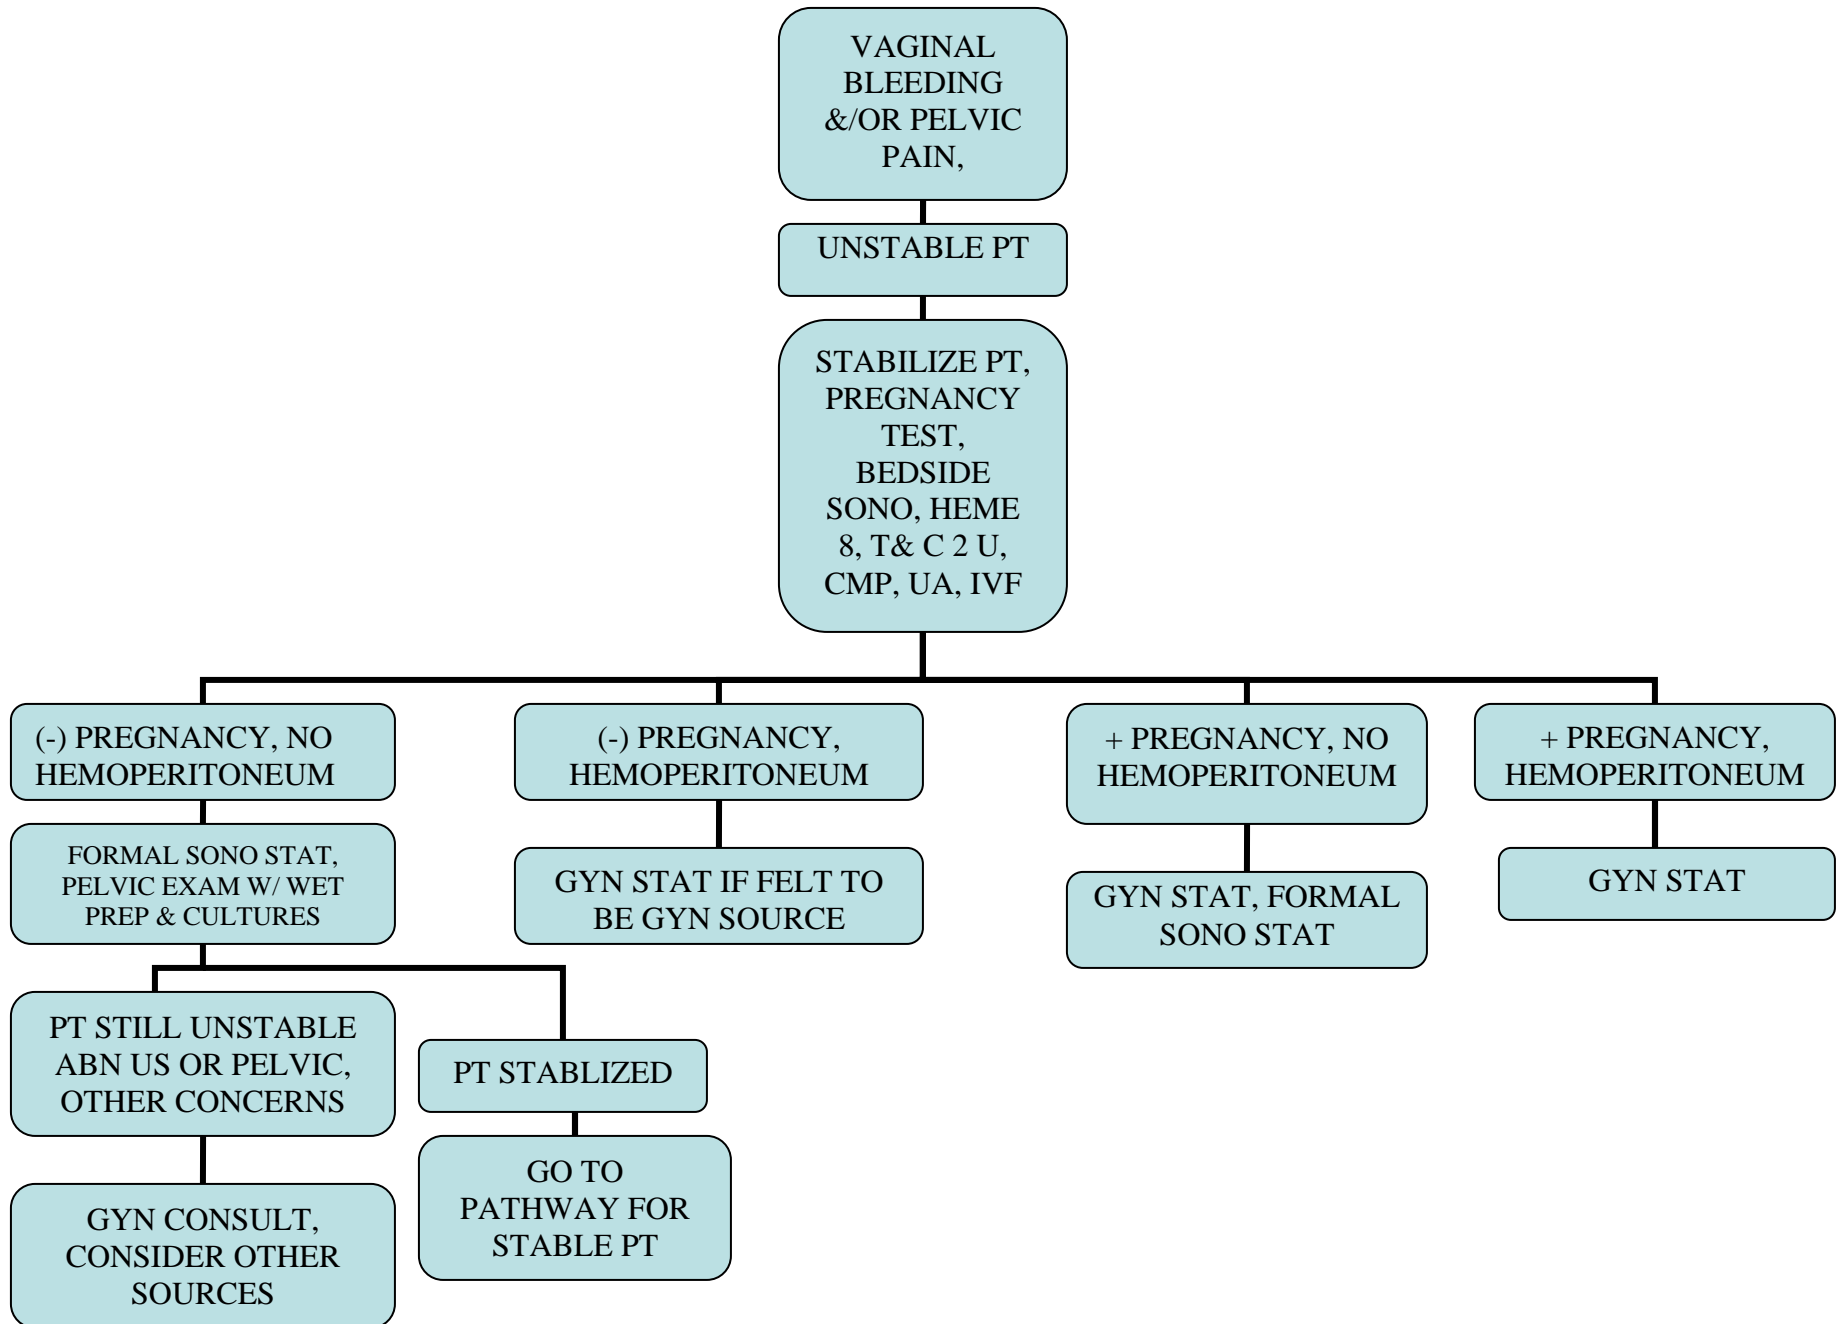 VAGINAL
BLEEDING
&/OR PELVIC
PAIN,
UNSTABLE PT
STABILIZE PT,
PREGNANCY
TEST,
BEDSIDE
SONO, HEME
8, T& C 2 U,
CMP, UA, IVF
(-) PREGNANCY, NO
HEMOPERITONEUM
(-) PREGNANCY,
HEMOPERITONEUM
+ PREGNANCY, NO
HEMOPERITONEUM
+ PREGNANCY,
HEMOPERITONEUM
FORMAL SONO STAT,
PELVIC EXAM W/ WET
PREP & CULTURES
GYN STAT IF FELT TO
BE GYN SOURCE
GYN STAT, FORMAL
SONO STAT
GYN STAT
PT STILL UNSTABLE
ABN US OR PELVIC,
OTHER CONCERNS
PT STABLIZED
GYN CONSULT,
CONSIDER OTHER
SOURCES
GO TO
PATHWAY FOR
STABLE PT